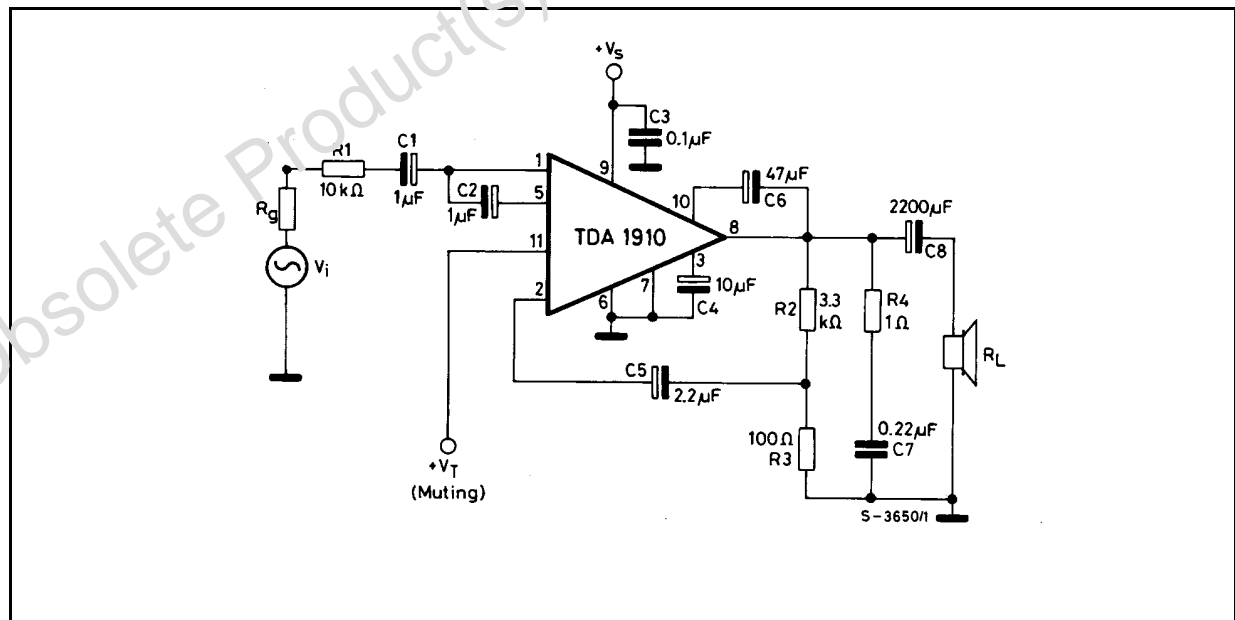 Obsolete Product(s)
+VS
C3
0.1µF
C1
R1
10kΩ
1µF
C2
1µF
Rg
Vi
1
5
11
2
9
10
8
3
7
6
TDA 1910
47µF
C6
10µF
C4
2200µF
C8
R2
3.3
kΩ
R4
1Ω
RL
C5
2.2µF
100Ω
R3
0.22µF
C7
+VT
(Muting)
S-3650/1